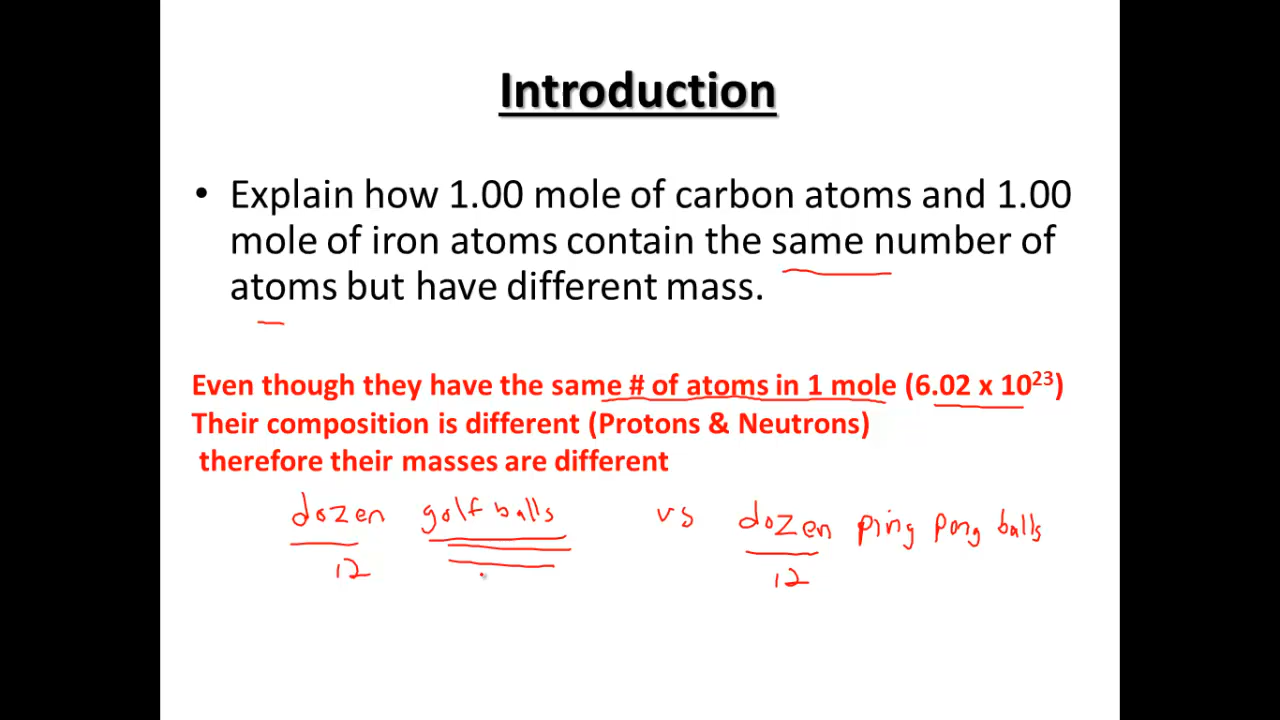 Introduction
• Explain how 1.00 mole of carbon atoms and 1.00
mole of iron atoms contain the same number of
atoms but have different mass.
Even though they have the same # of atoms in 1 mole (6.02 x 10²³)
Their composition is different (Protons & Neutrons)
therefore their masses are different
dozen golf balls vs dozen ping pong balls
12 12